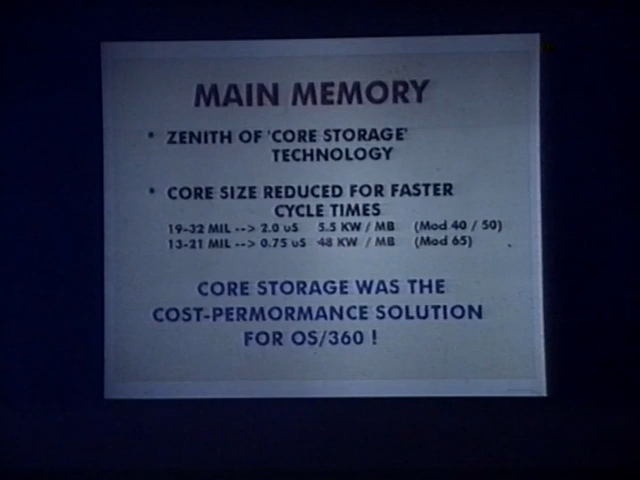 MAIN MEMORY
* ZENITH OF 'CORE STORAGE'
TECHNOLOGY
* CORE SIZE REDUCED FOR FASTER
CYCLE TIMES
19-32 MIL --> 2.0 uS 5.5 KW / MB (Mod 40 / 50)
13-21 MIL --> 0.75 uS 48 KW / MB (Mod 65)
CORE STORAGE WAS THE
COST-PERMORMANCE SOLUTION
FOR OS/360 !